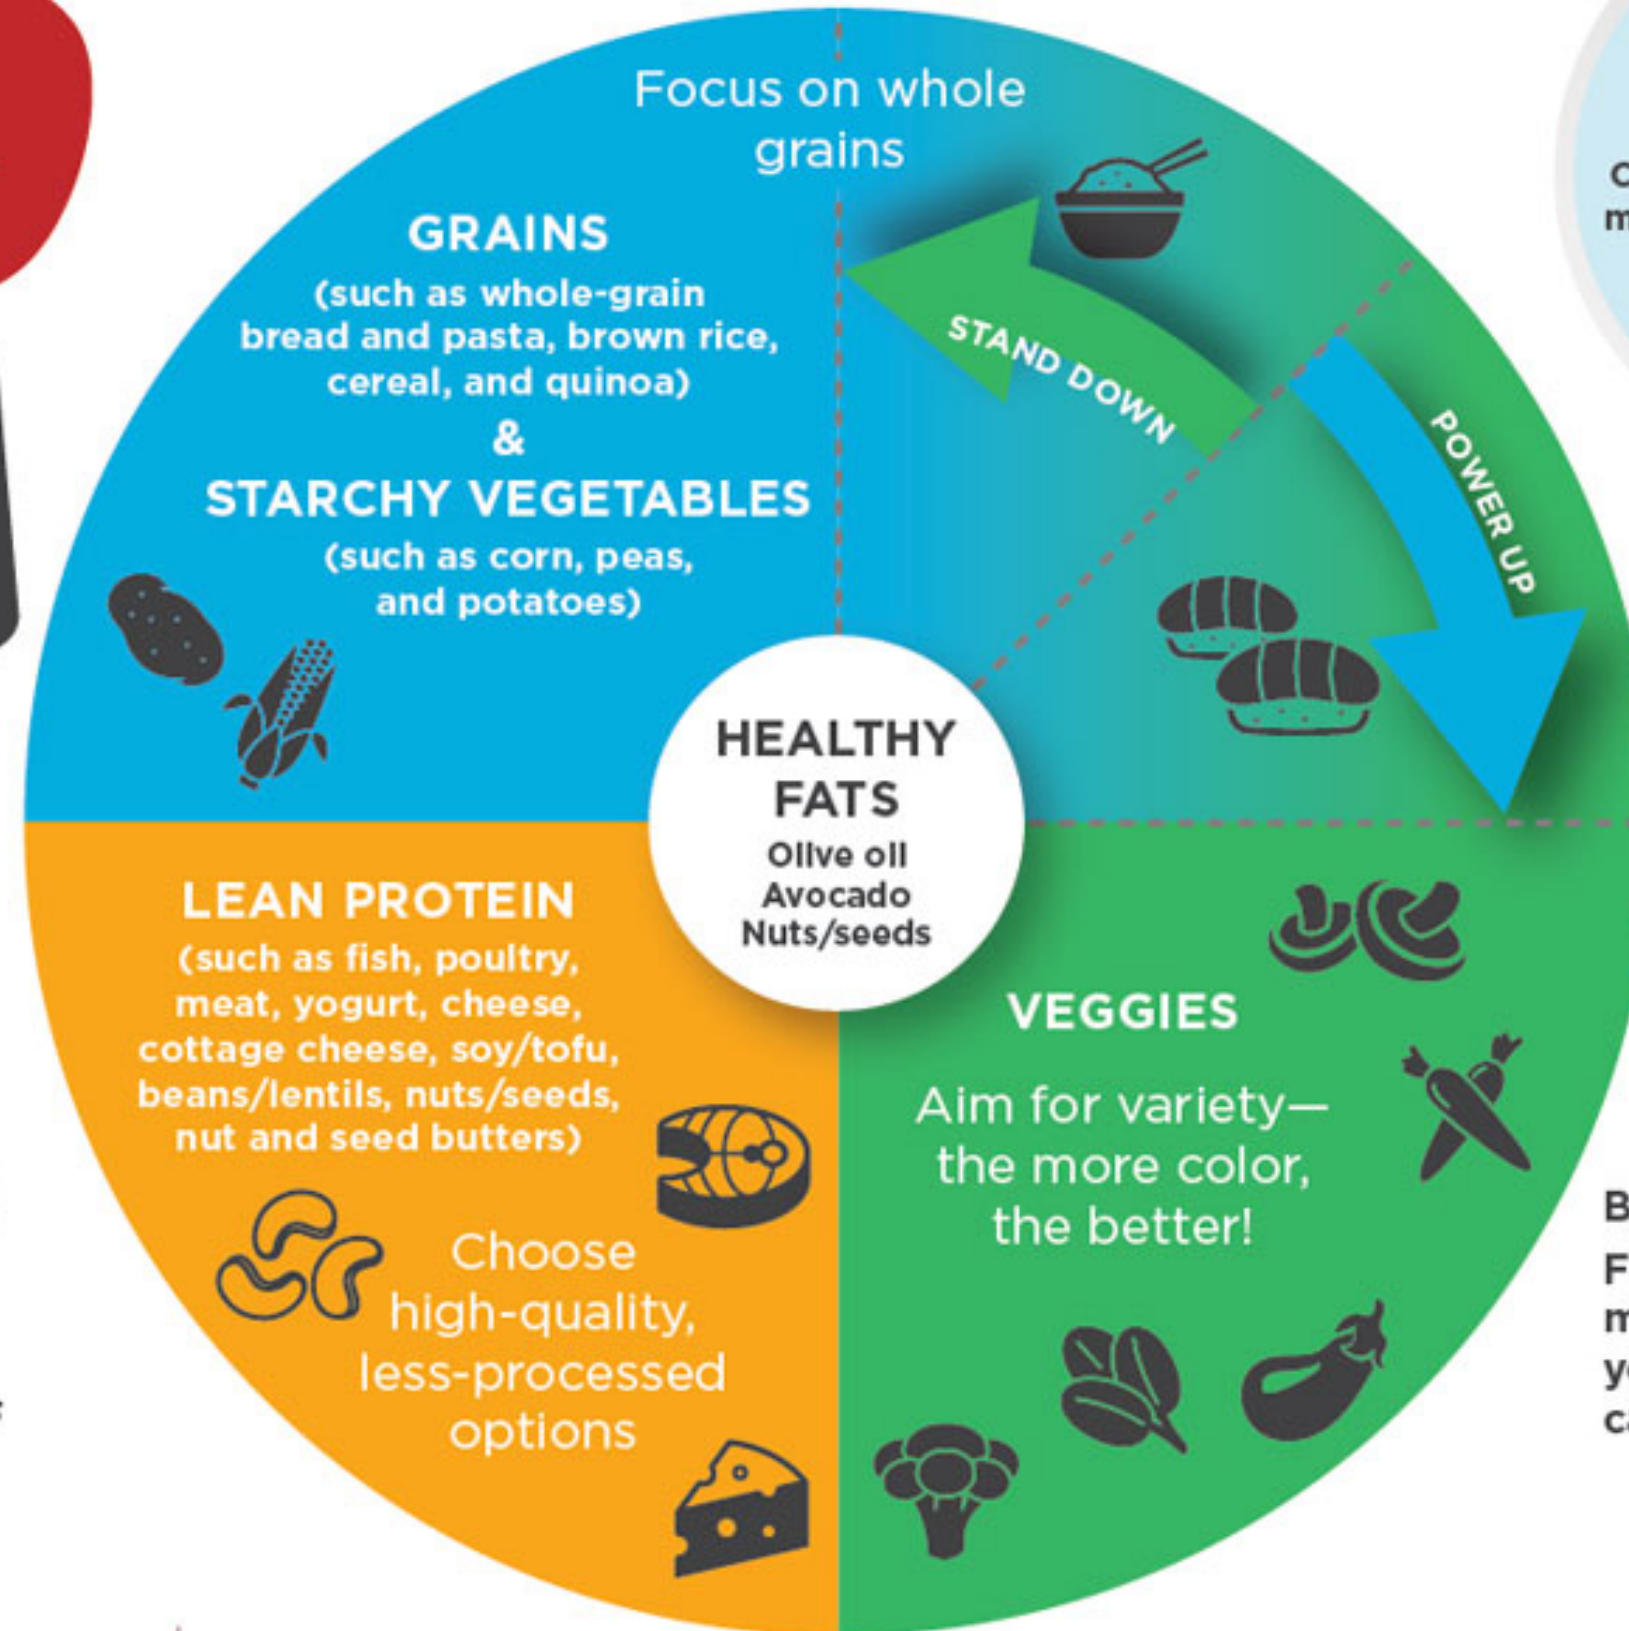 Focus on whole
grains
GRAINS
(such as whole-grain
bread and pasta, brown rice,
cereal, and quinoa)
&
STARCHY VEGETABLES
(such as corn, peas,
and potatoes)
STAND DOWN
POWER UP
HEALTHY
FATS
Olive oil
Avocado
Nuts/seeds
LEAN PROTEIN
(such as fish, poultry,
meat, yogurt, cheese,
cottage cheese, soy/tofu,
beans/lentils, nuts/seeds,
nut and seed butters)
Choose
high-quality,
less-processed
options
VEGGIES
Aim for variety—
the more color,
the better!